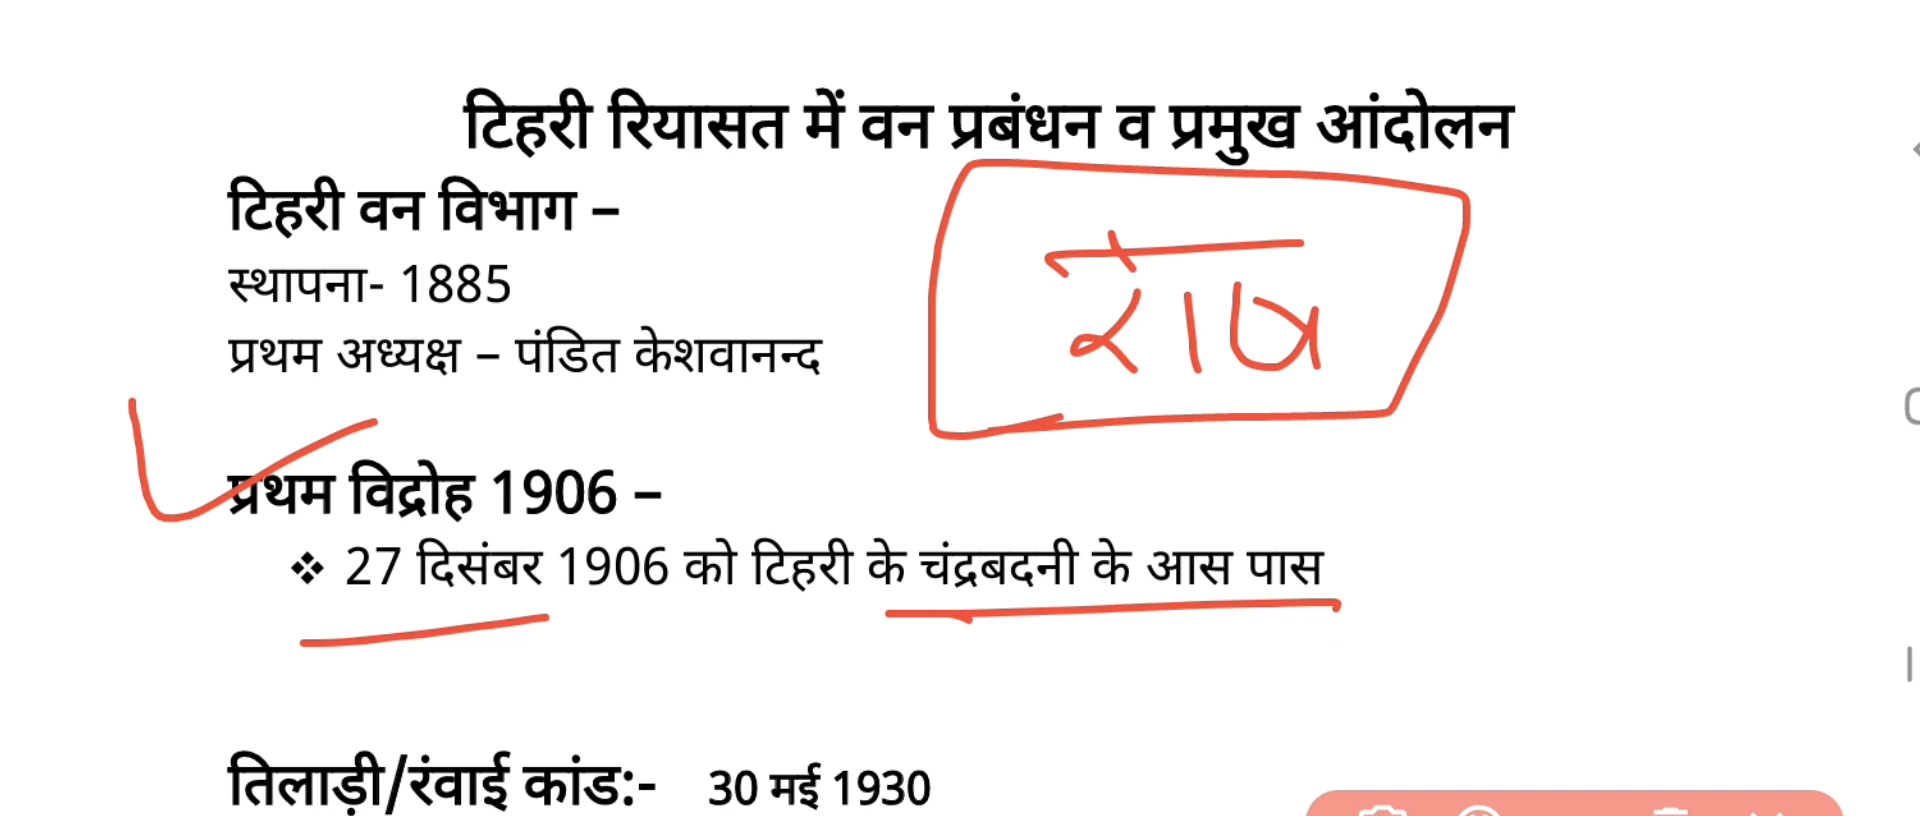 टिहरी रियासत में वन प्रबंधन व प्रमुख आंदोलन
टिहरी वन विभाग –
स्थापना- 1885
प्रथम अध्यक्ष – पंडित केशवानन्द
प्रथम विद्रोह 1906 –
❖ 27 दिसंबर 1906 को टिहरी के चंद्रबदनी के आस पास
तिलाड़ी/रंवाई कांड:- 30 मई 1930